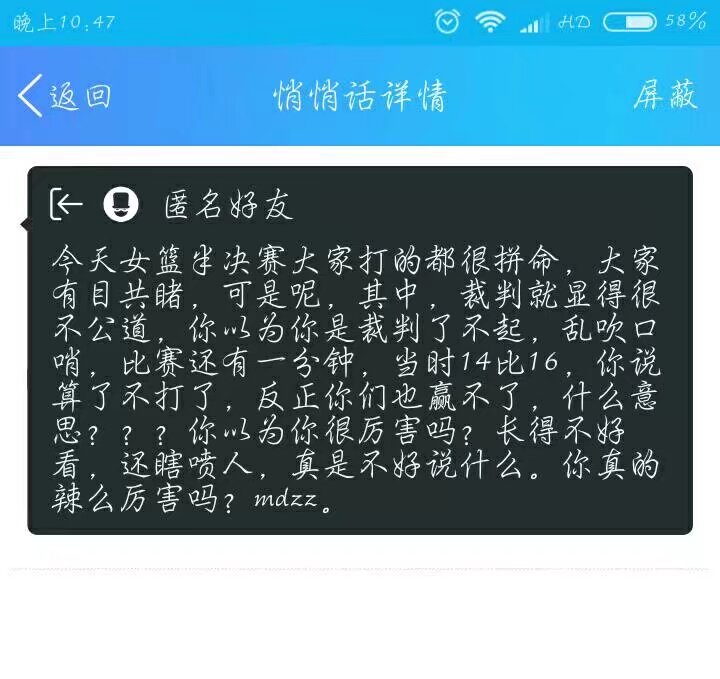 晚上10:47 HD 58%
返回 悄悄话详情 屏蔽
匿名好友
今天女篮半决赛大家打的都很拼命，大家
有目共睹，可是呢，其中，裁判就显得很
不公道，你以为你是裁判了不起，乱吹口
哨，比赛还有一分钟，当时14比16，你说
算了不打了，反正你们也赢不了，什么意
思？？？你以为你很厉害吗？长得不好
看，还瞎喷人，真是不好说什么。你真的
辣么厉害吗？mdzz。